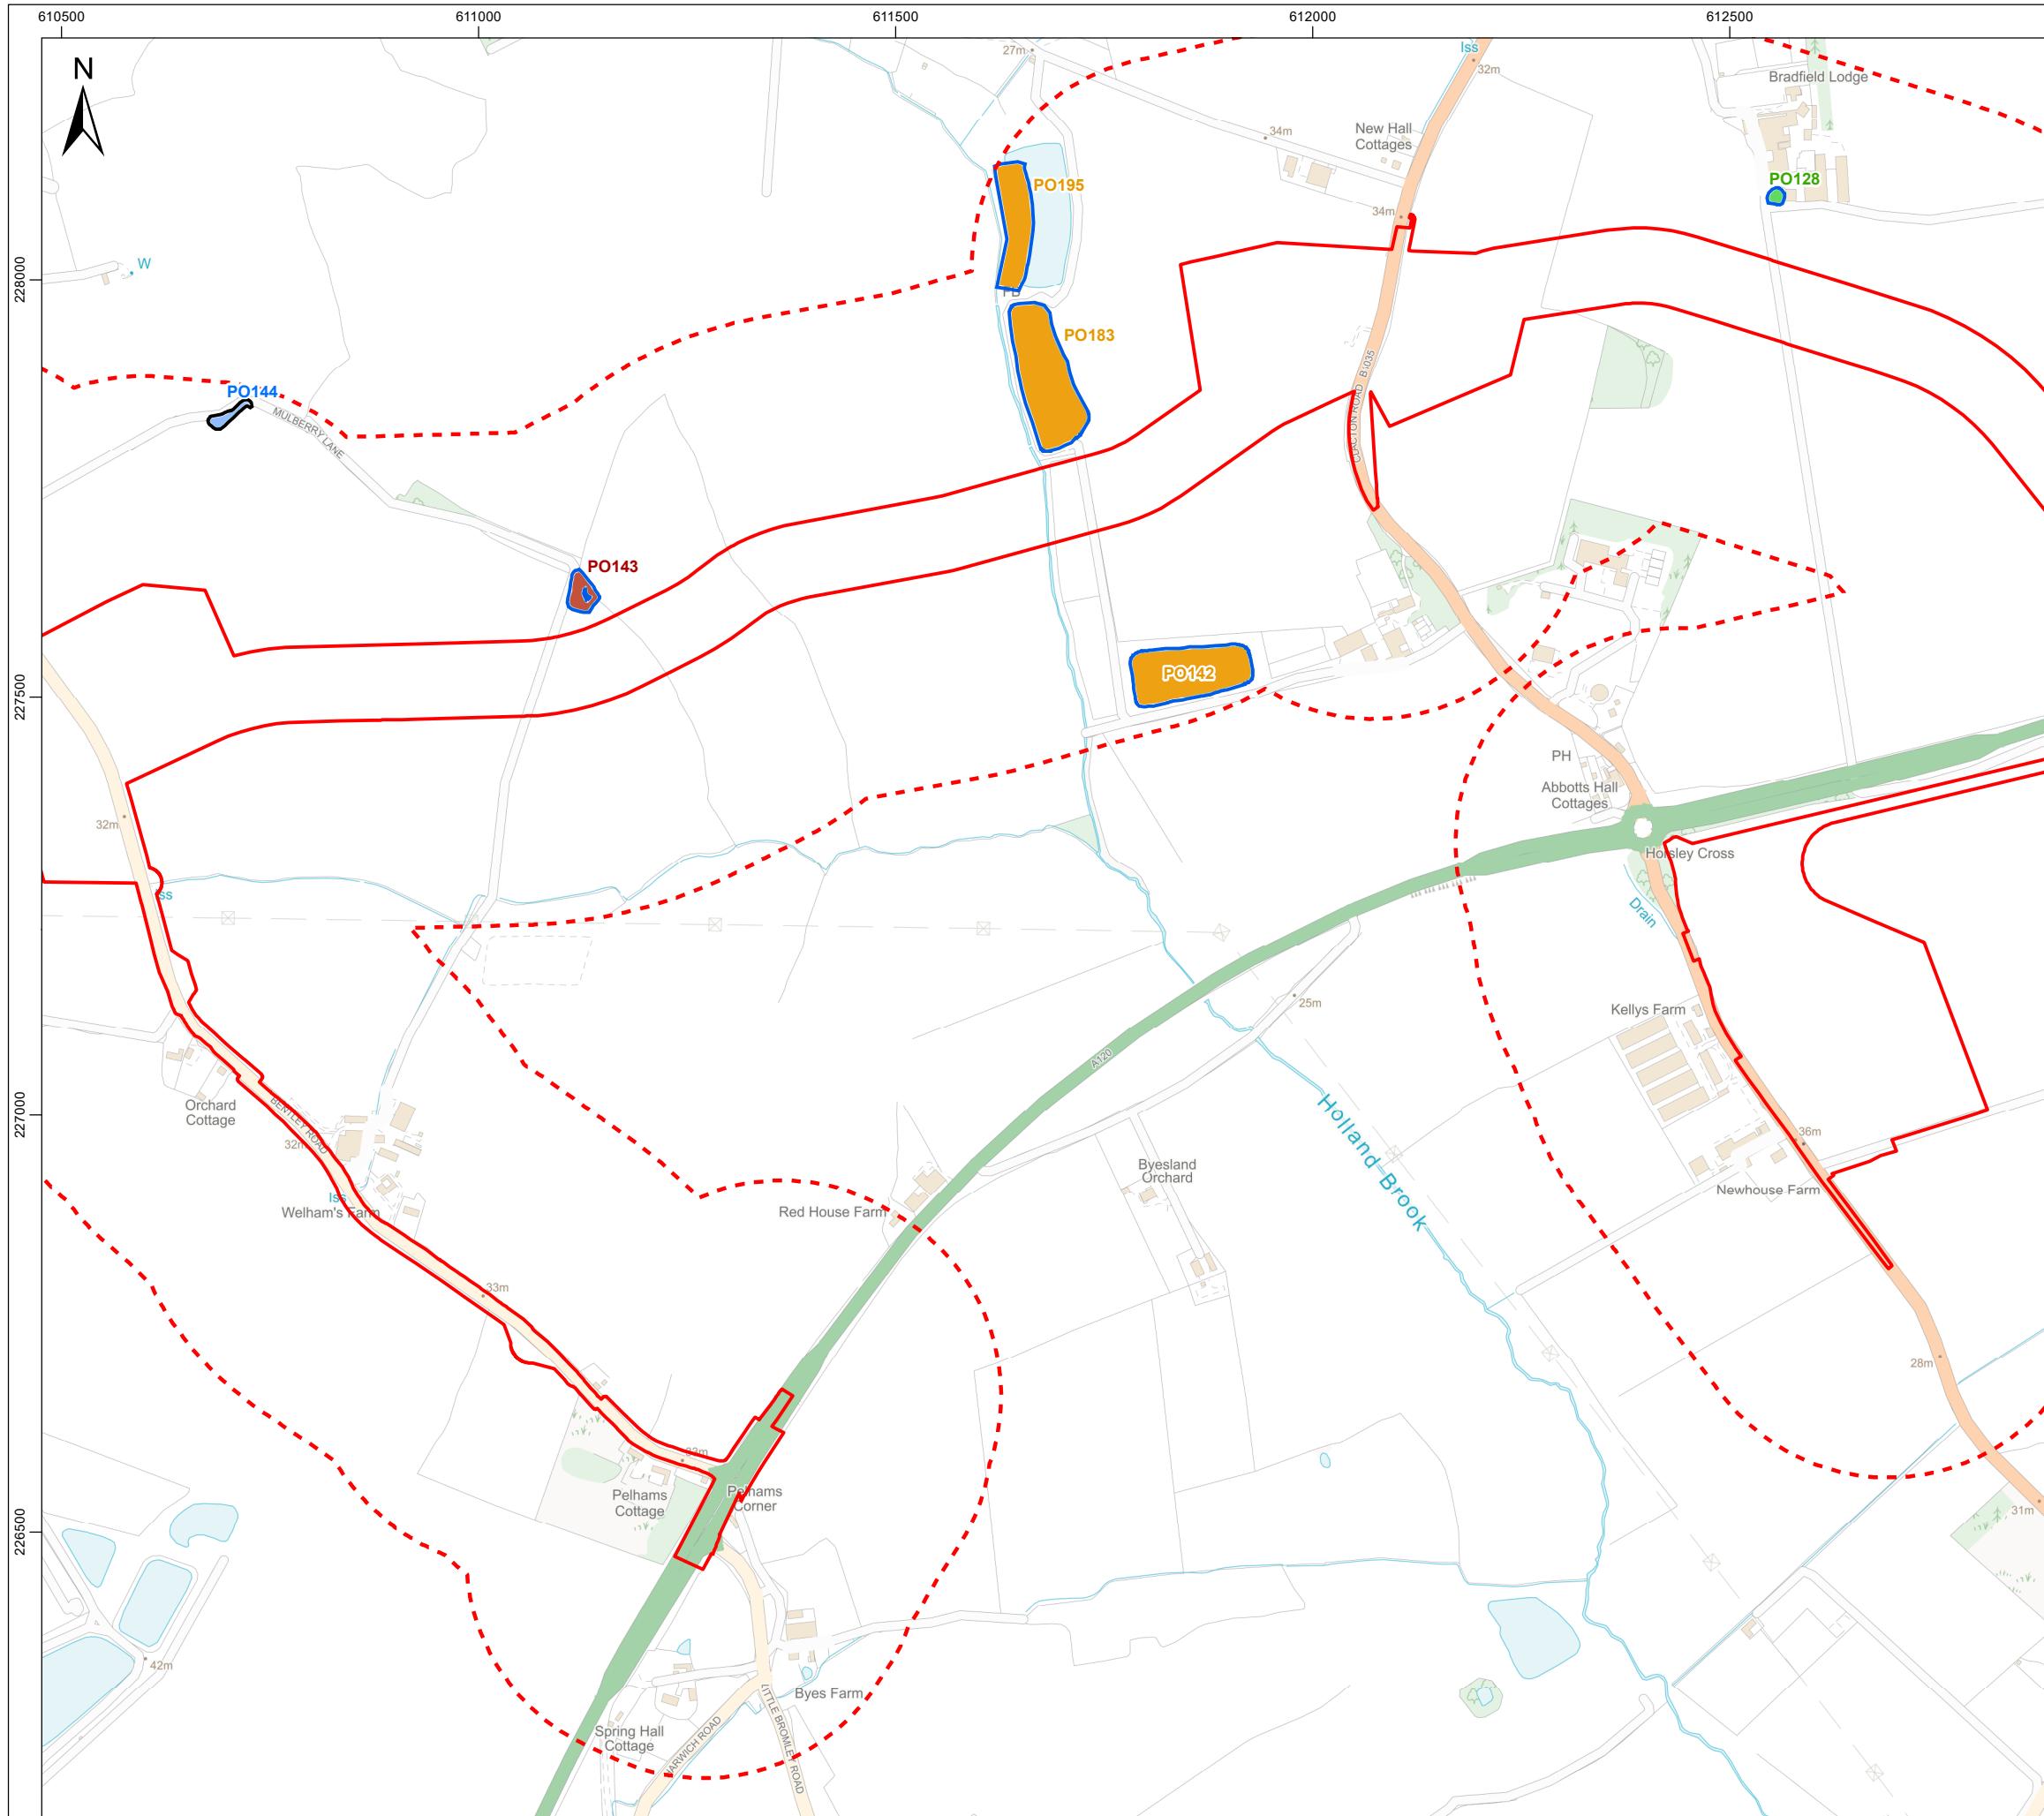 610500
611000
611500
612000
612500
N
27m
Iss
32m
Bradfield Lodge
34m
New Hall
Cottages
PO128
PO195
34m
228000
W
PO183
B1035
PO144
MULBERRY LANE
CLACTON ROAD
PO143
227500
PO142
PH
Abbotts Hall
Cottages
32m
Horsley Cross
Iss
Drain
25m
Kellys Farm
A120
227000
Orchard
Cottage
BENTLEY ROAD
32m
Holland Brook
36m
Byesland
Orchard
Newhouse Farm
Iss
Welham's Farm
Red House Farm
33m
28m
33m
Pelhams
Cottage
Pelhams
Corner
226500
31m
42m
Byes Farm
Spring Hall
Cottage
HARWICH ROAD
LITTLE BROMLEY ROAD